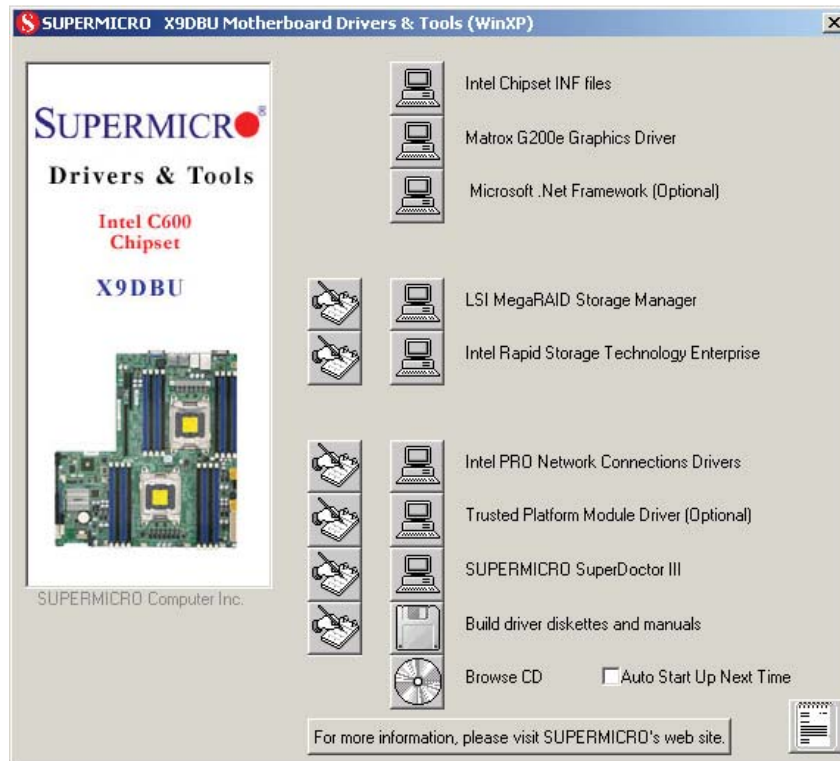 SUPERMICRO X9DBU Motherboard Drivers & Tools (WinXP)
SUPERMICRO®
Drivers & Tools
Intel C600
Chipset
X9DBU
SUPERMICRO Computer Inc.
Intel Chipset INF files
Matrox G200e Graphics Driver
Microsoft .Net Framework (Optional)
LSI MegaRAID Storage Manager
Intel Rapid Storage Technology Enterprise
Intel PRO Network Connections Drivers
Trusted Platform Module Driver (Optional)
SUPERMICRO SuperDoctor III
Build driver diskettes and manuals
Browse CD
Auto Start Up Next Time
For more information, please visit SUPERMICRO's web site.